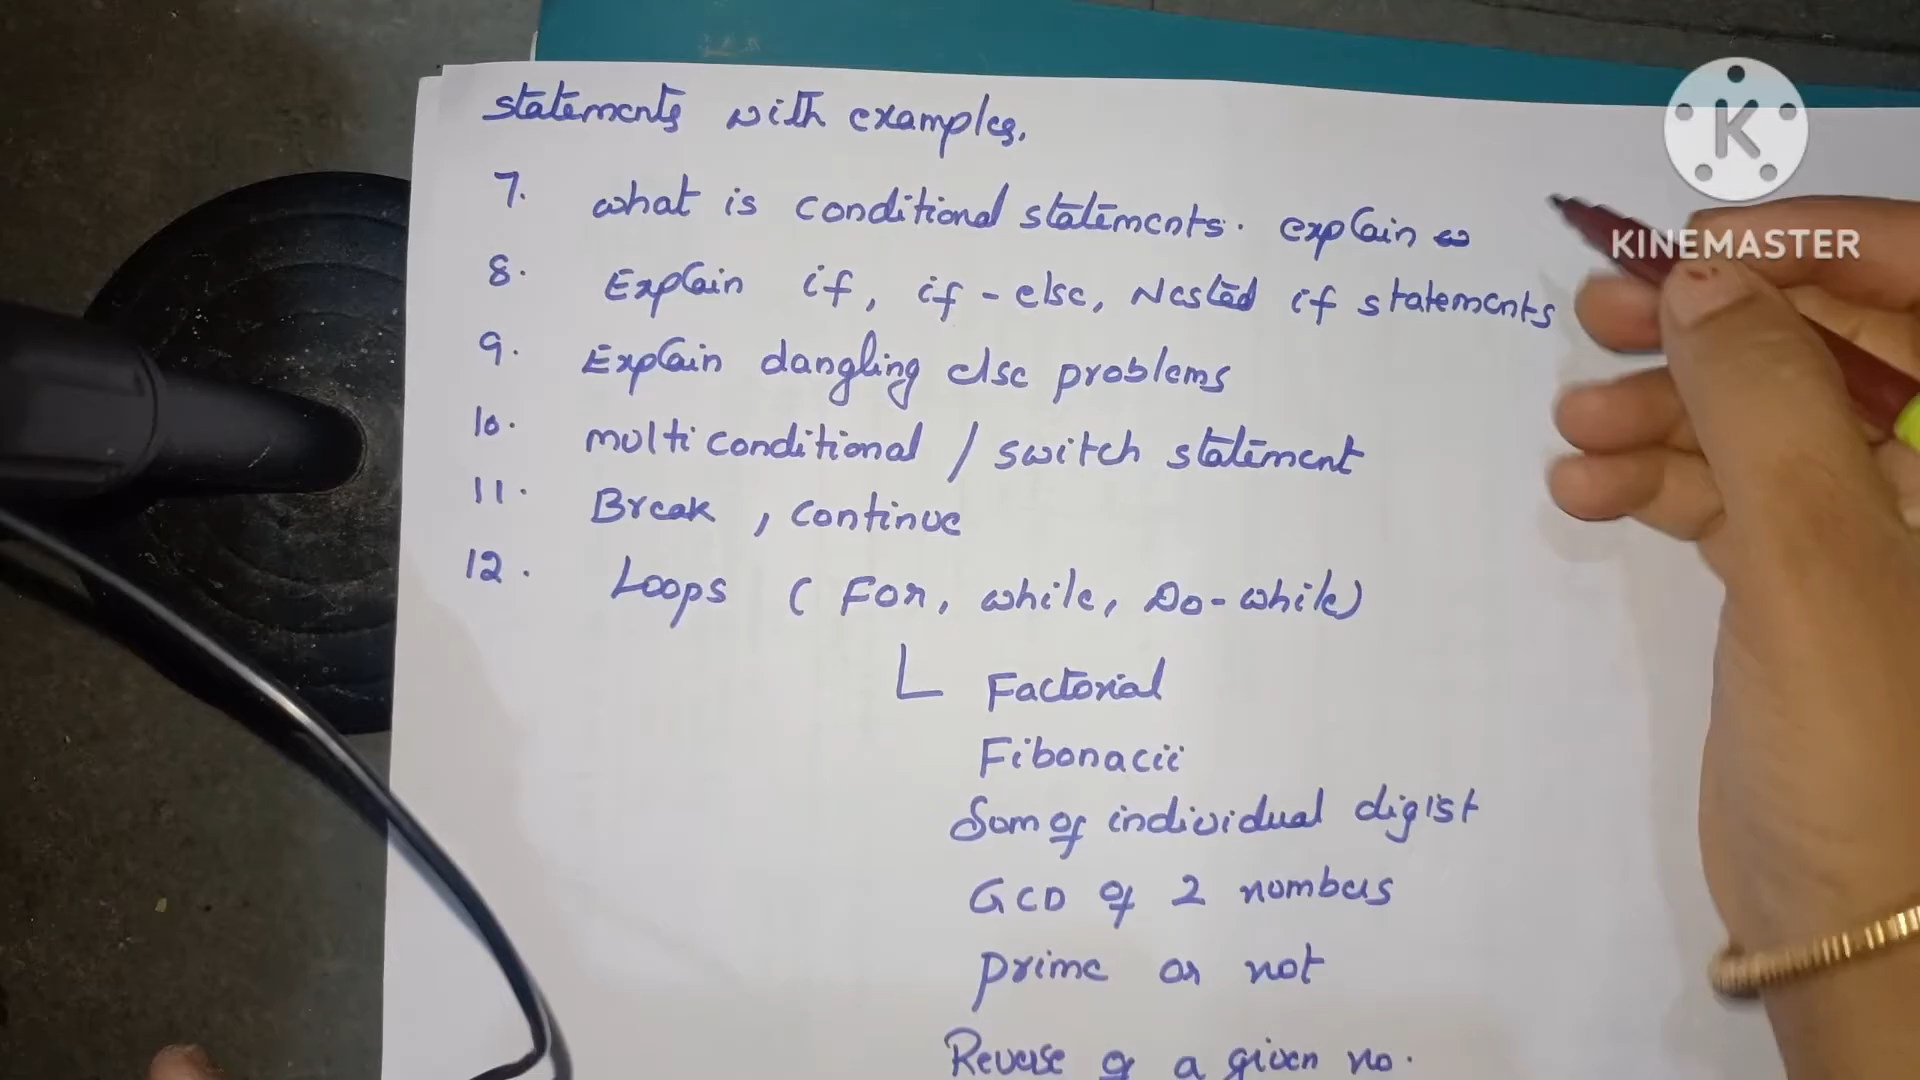 statements with examples.
7. what is conditional statements. explain
8. Explain if, if - else, Nested if statements
9. Explain dangling else problems
10. multi conditional / switch statement
11. Break, continue
12. Loops ( For, while, Do - while)
Factorial
Fibonacii
Sum of individual digist
GCD of 2 numbers
prime or not
Reverse of a given no.
K
KINEMASTER